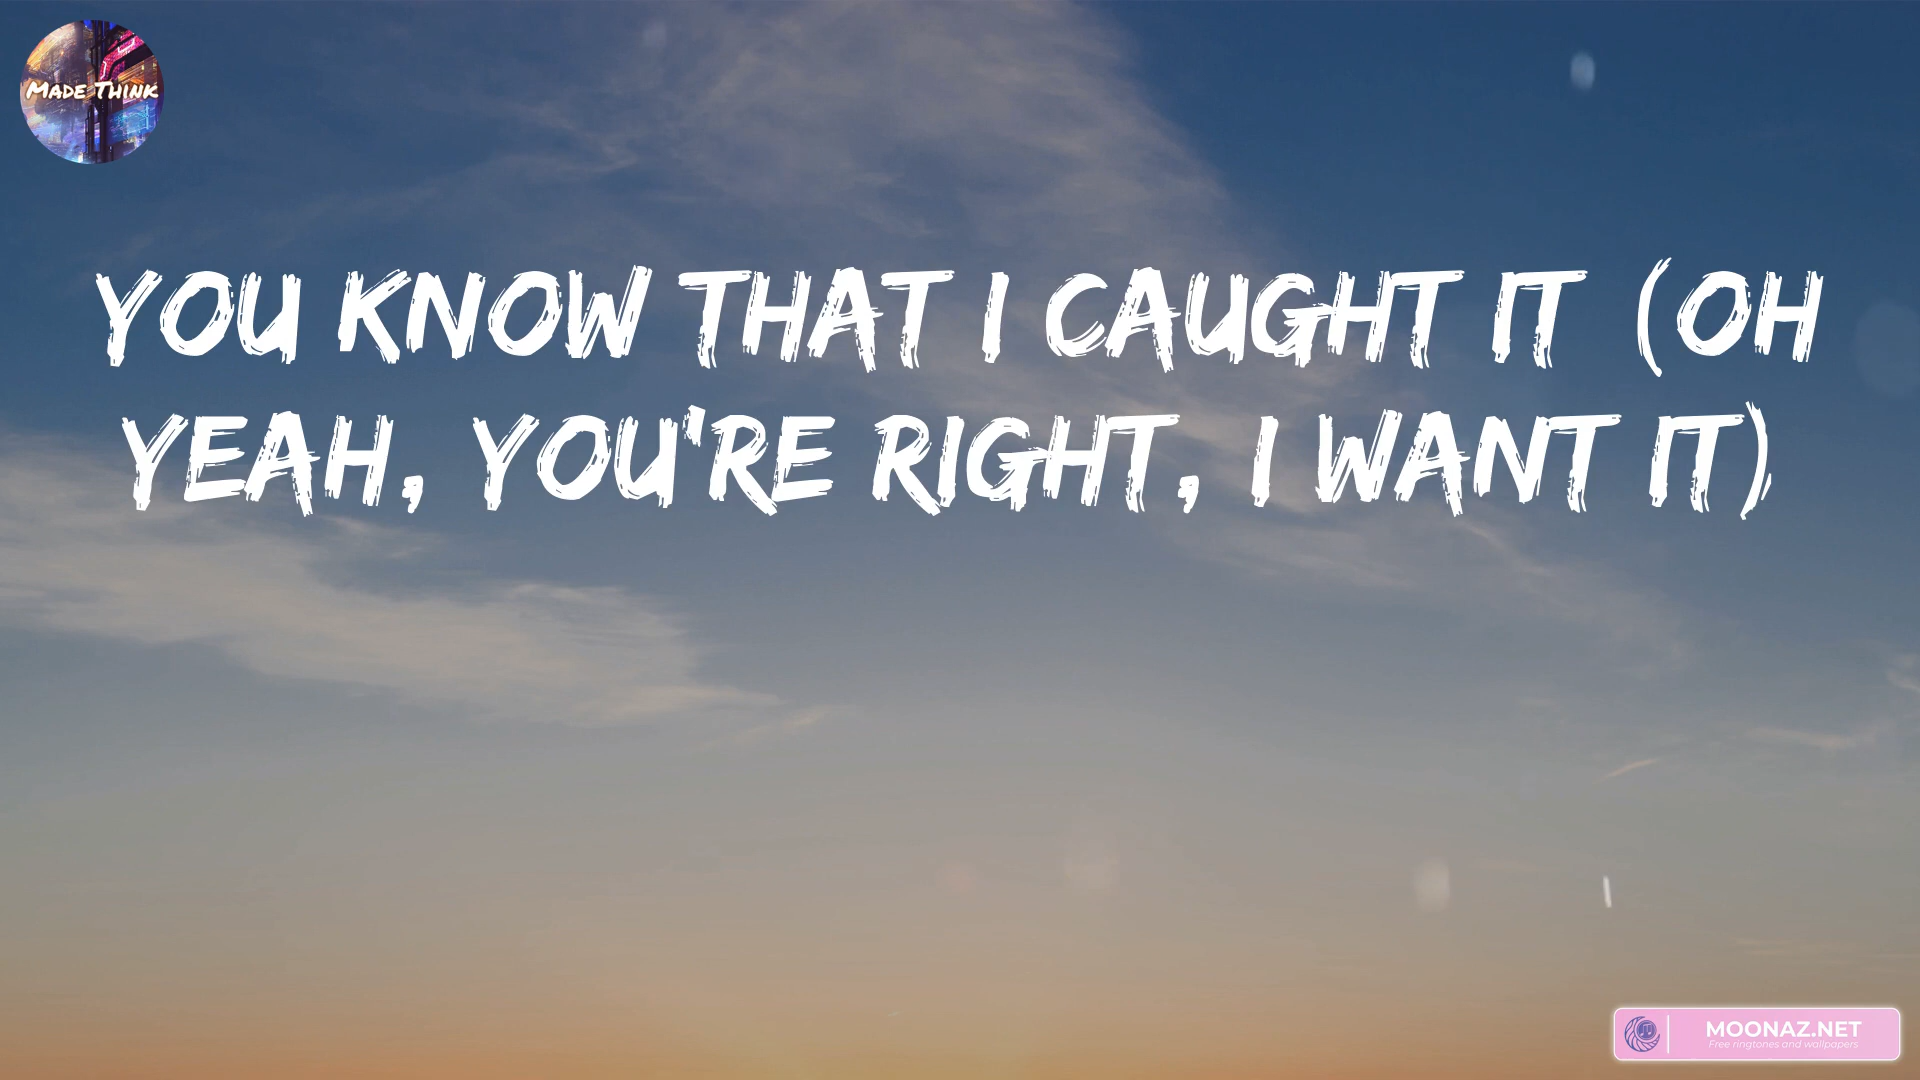 MADE THINK
YOU KNOW THAT I CAUGHT IT (OH
YEAH, YOU'RE RIGHT, I WANT IT)
MOONAZ.NET
Free ringtones and wallpapers